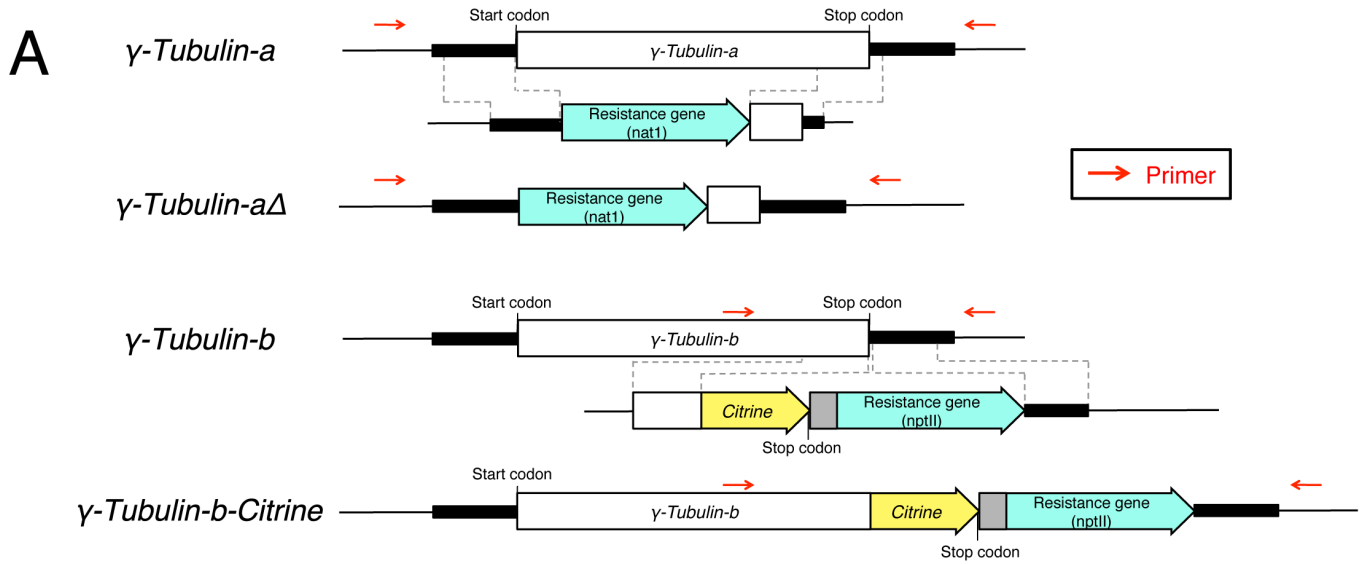 A
Start codon
Stop codon
γ-Tubulin-a
γ-Tubulin-a
Resistance gene
(nat1)
Primer
γ-Tubulin-aΔ
Resistance gene
(nat1)
Start codon
Stop codon
γ-Tubulin-b
γ-Tubulin-b
Citrine
Resistance gene
(nptII)
Stop codon
Start codon
γ-Tubulin-b-Citrine
γ-Tubulin-b
Citrine
Resistance gene
(nptII)
Stop codon